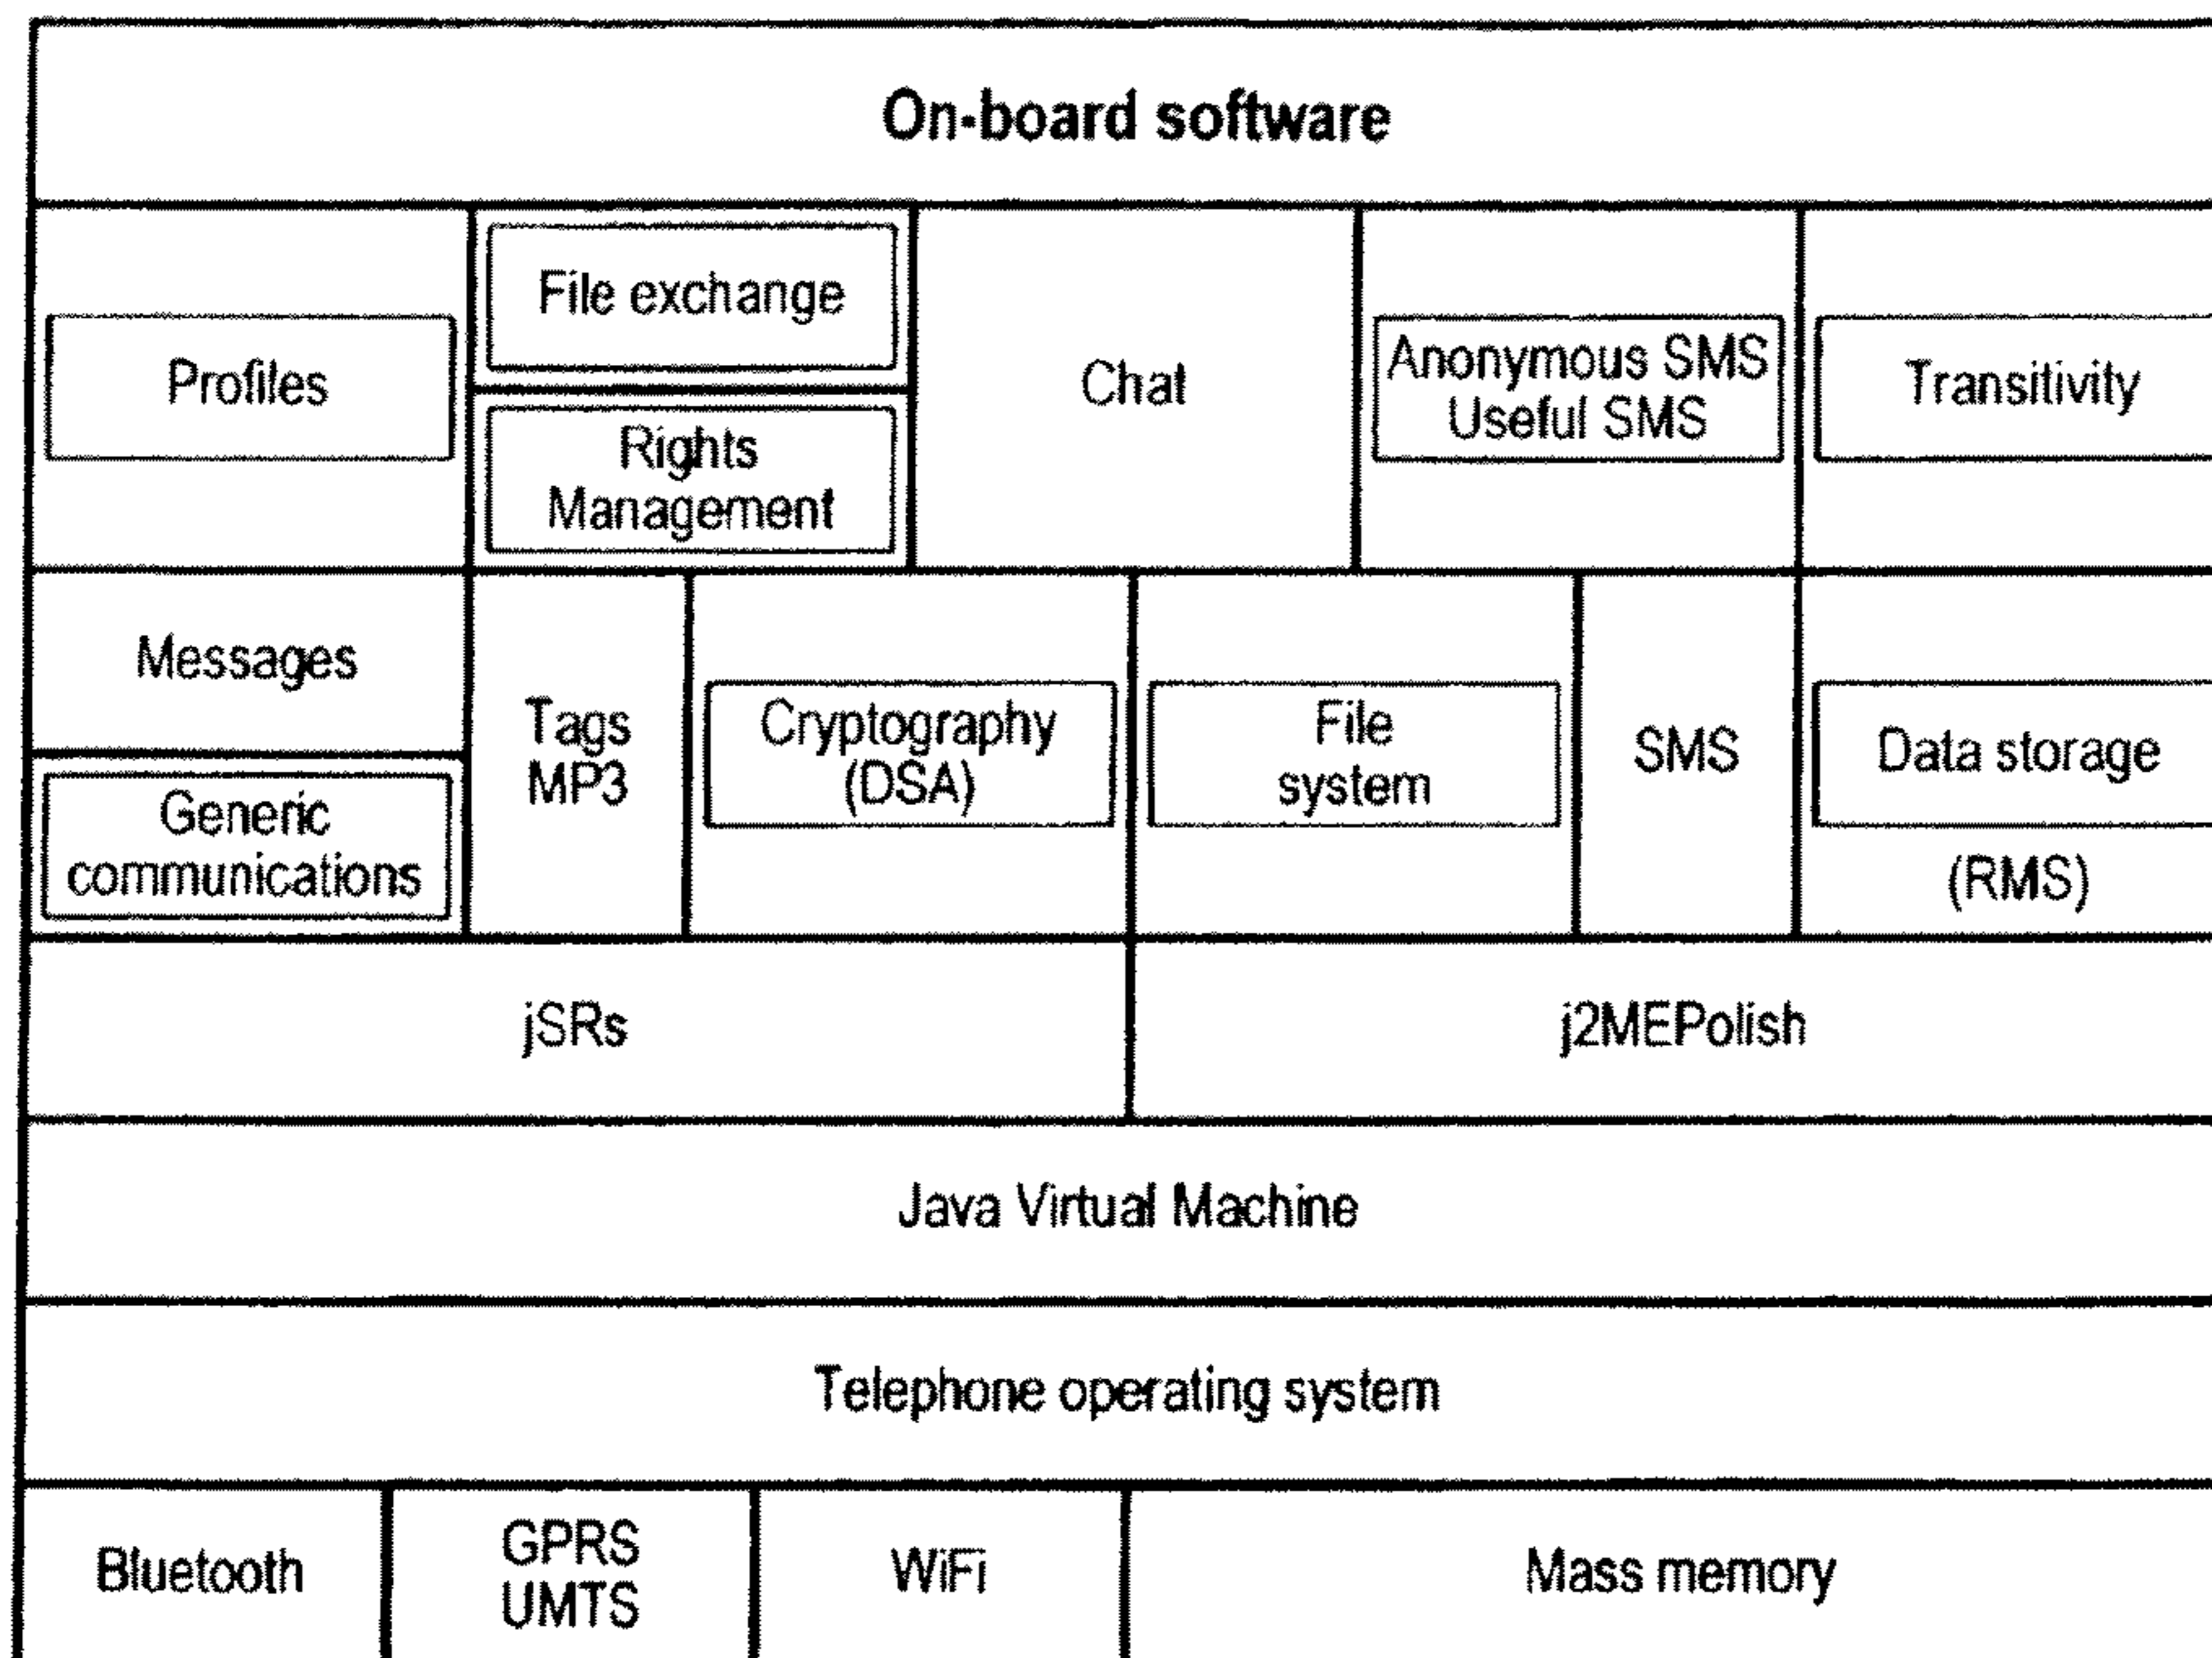 On-board software
Profiles
File exchange
Rights
Management
Chat
Anonymous SMS
Useful SMS
Transitivity
Messages
Generic
communications
Tags
MP3
Cryptography
(DSA)
File
system
SMS
Data storage
(RMS)
jSRs
j2MEPolish
Java Virtual Machine
Telephone operating system
Bluetooth
GPRS
UMTS
WiFi
Mass memory